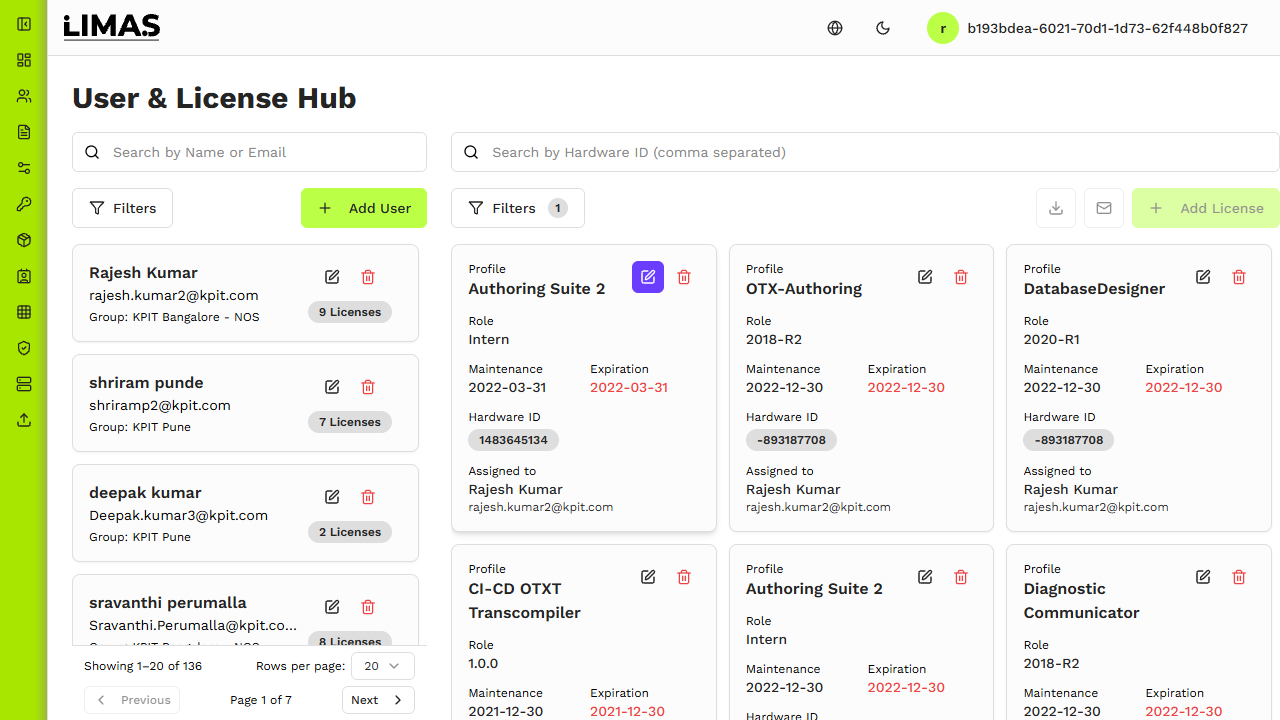 LIMAS
r
b193bdea-6021-70d1-1d73-62f448b0f827
User & License Hub
Search by Name or Email
Filters
Add User
Rajesh Kumar
rajesh.kumar2@kpit.com
Group: KPIT Bangalore - NOS
9 Licenses
shriram punde
shriramp2@kpit.com
Group: KPIT Pune
7 Licenses
deepak kumar
Deepak.kumar3@kpit.com
Group: KPIT Pune
2 Licenses
sravanthi perumalla
Sravanthi.Perumalla@kpit.co...
Group: KPIT Bangalore - NOS
8 Licenses
Showing 1–20 of 136
Rows per page: 20
Previous
Page 1 of 7
Next
Search by Hardware ID (comma separated)
Filters 1
Add License
Profile
Authoring Suite 2
Role
Intern
Maintenance Expiration
2022-03-31 2022-03-31
Hardware ID
1483645134
Assigned to
Rajesh Kumar
rajesh.kumar2@kpit.com
Profile
OTX-Authoring
Role
2018-R2
Maintenance Expiration
2022-12-30 2022-12-30
Hardware ID
-893187708
Assigned to
Rajesh Kumar
rajesh.kumar2@kpit.com
Profile
DatabaseDesigner
Role
2020-R1
Maintenance Expiration
2022-12-30 2022-12-30
Hardware ID
-893187708
Assigned to
Rajesh Kumar
rajesh.kumar2@kpit.com
Profile
CI-CD OTXT
Transcompiler
Role
1.0.0
Maintenance Expiration
2021-12-30 2021-12-30
Profile
Authoring Suite 2
Role
Intern
Maintenance Expiration
2022-12-30 2022-12-30
Hardware ID
Profile
Diagnostic
Communicator
Role
2018-R2
Maintenance Expiration
2022-12-30 2022-12-30